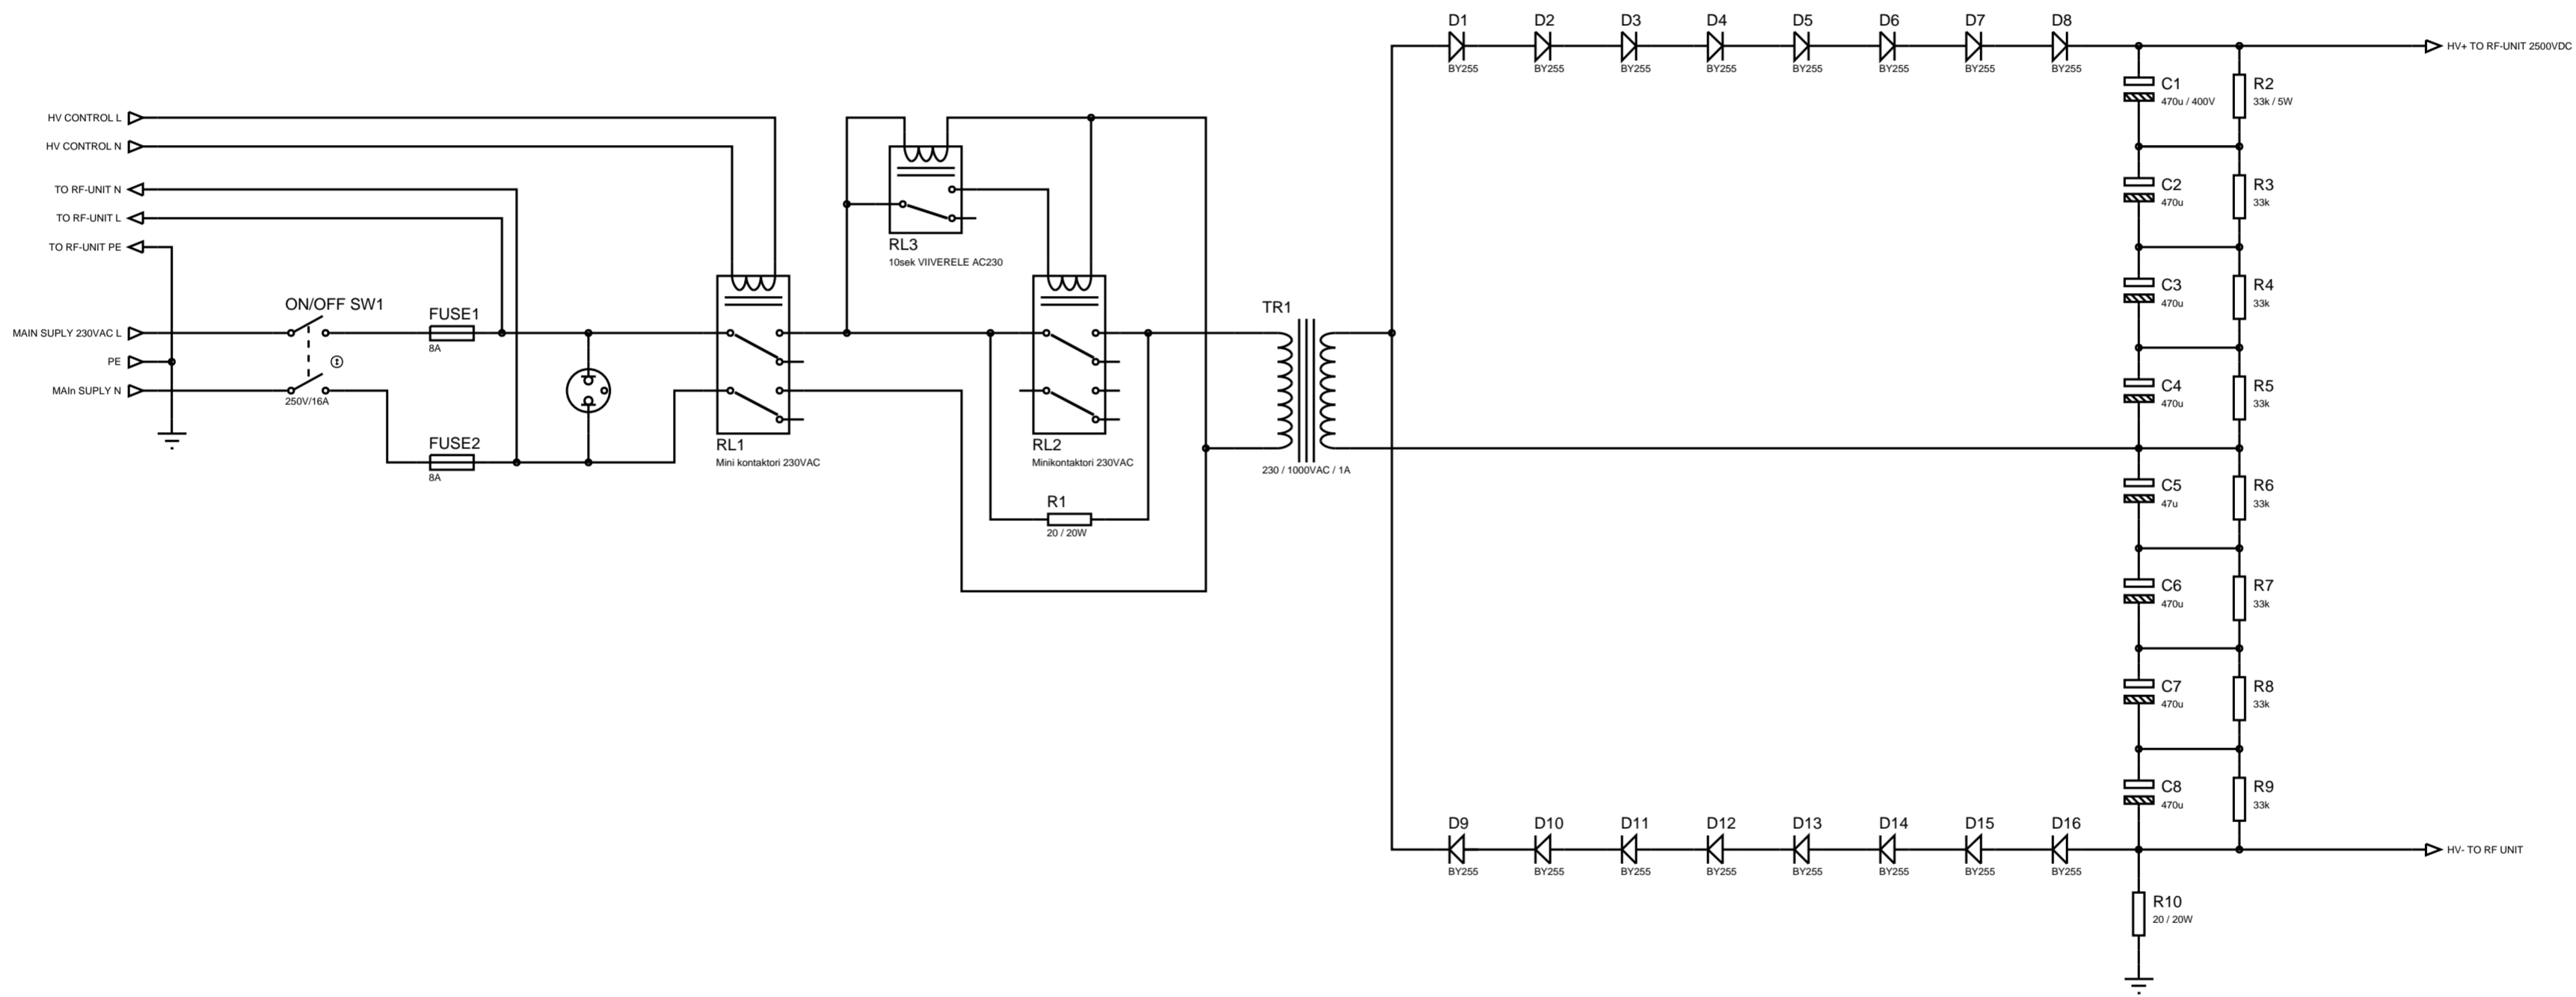 D1
D2
D3
D4
D5
D6
D7
D8
HV+ TO RF-UNIT 2500VDC
BY255
BY255
BY255
BY255
BY255
BY255
BY255
BY255
C1
470u / 400V
R2
33k / 5W
HV CONTROL L
HV CONTROL N
TO RF-UNIT N
TO RF-UNIT L
TO RF-UNIT PE
C2
470u
R3
33k
RL3
10sek VIIVERELE AC230
C3
470u
R4
33k
ON/OFF SW1
FUSE1
8A
TR1
MAIN SUPLY 230VAC L
PE
MAIn SUPLY N
250V/16A
C4
470u
R5
33k
FUSE2
8A
RL1
Mini kontaktori 230VAC
RL2
Minikontaktori 230VAC
230 / 1000VAC / 1A
R1
20 / 20W
C5
47u
R6
33k
C6
470u
R7
33k
C7
470u
R8
33k
C8
470u
R9
33k
D9
D10
D11
D12
D13
D14
D15
D16
HV- TO RF UNIT
BY255
BY255
BY255
BY255
BY255
BY255
BY255
BY255
R10
20 / 20W